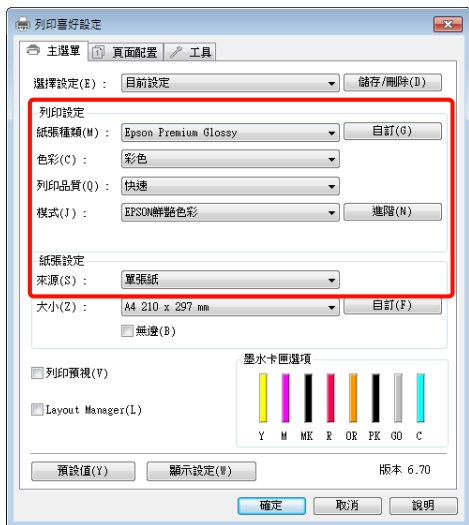 列印喜好設定
主選單 頁面配置 工具
選擇設定(E)： 目前設定 儲存/刪除(D)
列印設定
紙張種類(M)： Epson Premium Glossy 自訂(G)
色彩(C)： 彩色
列印品質(Q)： 快速
模式(J)： EPSON鮮豔色彩 進階(N)
紙張設定
來源(S)： 單張紙
大小(Z)： A4 210 x 297 mm 自訂(F)
無邊(B)
墨水卡匣選項
列印預視(V)
Layout Manager(L)
Y M MK R OR PK GO C
預設值(Y) 顯示設定(W) 版本 6.70
確定 取消 說明